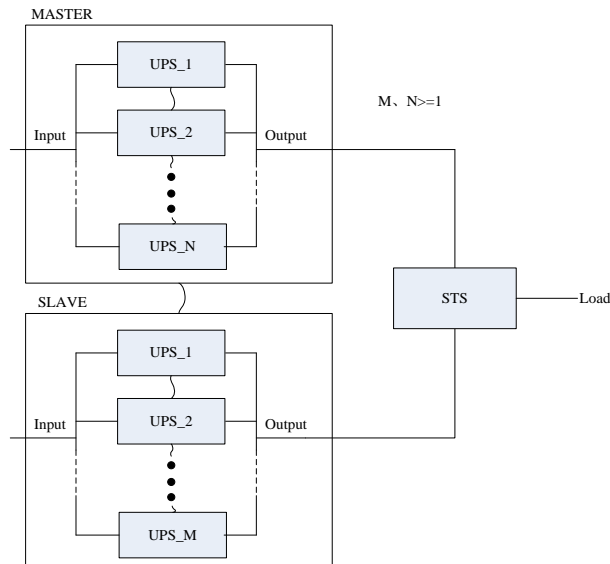 MASTER
UPS_1
M、N>=1
Input
UPS_2
Output
UPS_N
STS
Load
SLAVE
UPS_1
Input
UPS_2
Output
UPS_M